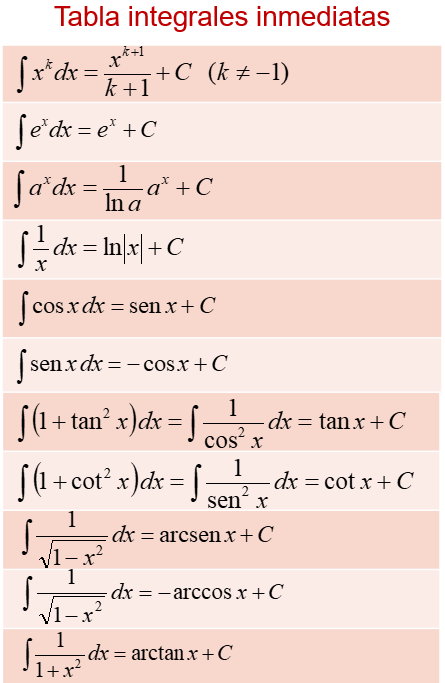 Tabla integrales inmediatas
∫ x^k dx = x^(k+1)/(k+1) + C (k ≠ −1)
∫ e^x dx = e^x + C
∫ a^x dx = 1/(ln a) a^x + C
∫ 1/x dx = ln|x| + C
∫ cos x dx = sen x + C
∫ sen x dx = −cos x + C
∫ (1 + tan² x) dx = ∫ 1/(cos² x) dx = tan x + C
∫ (1 + cot² x) dx = ∫ 1/(sen² x) dx = cot x + C
∫ 1/√(1 − x²) dx = arcsen x + C
∫ 1/√(1 − x²) dx = −arccos x + C
∫ 1/(1 + x²) dx = arctan x + C